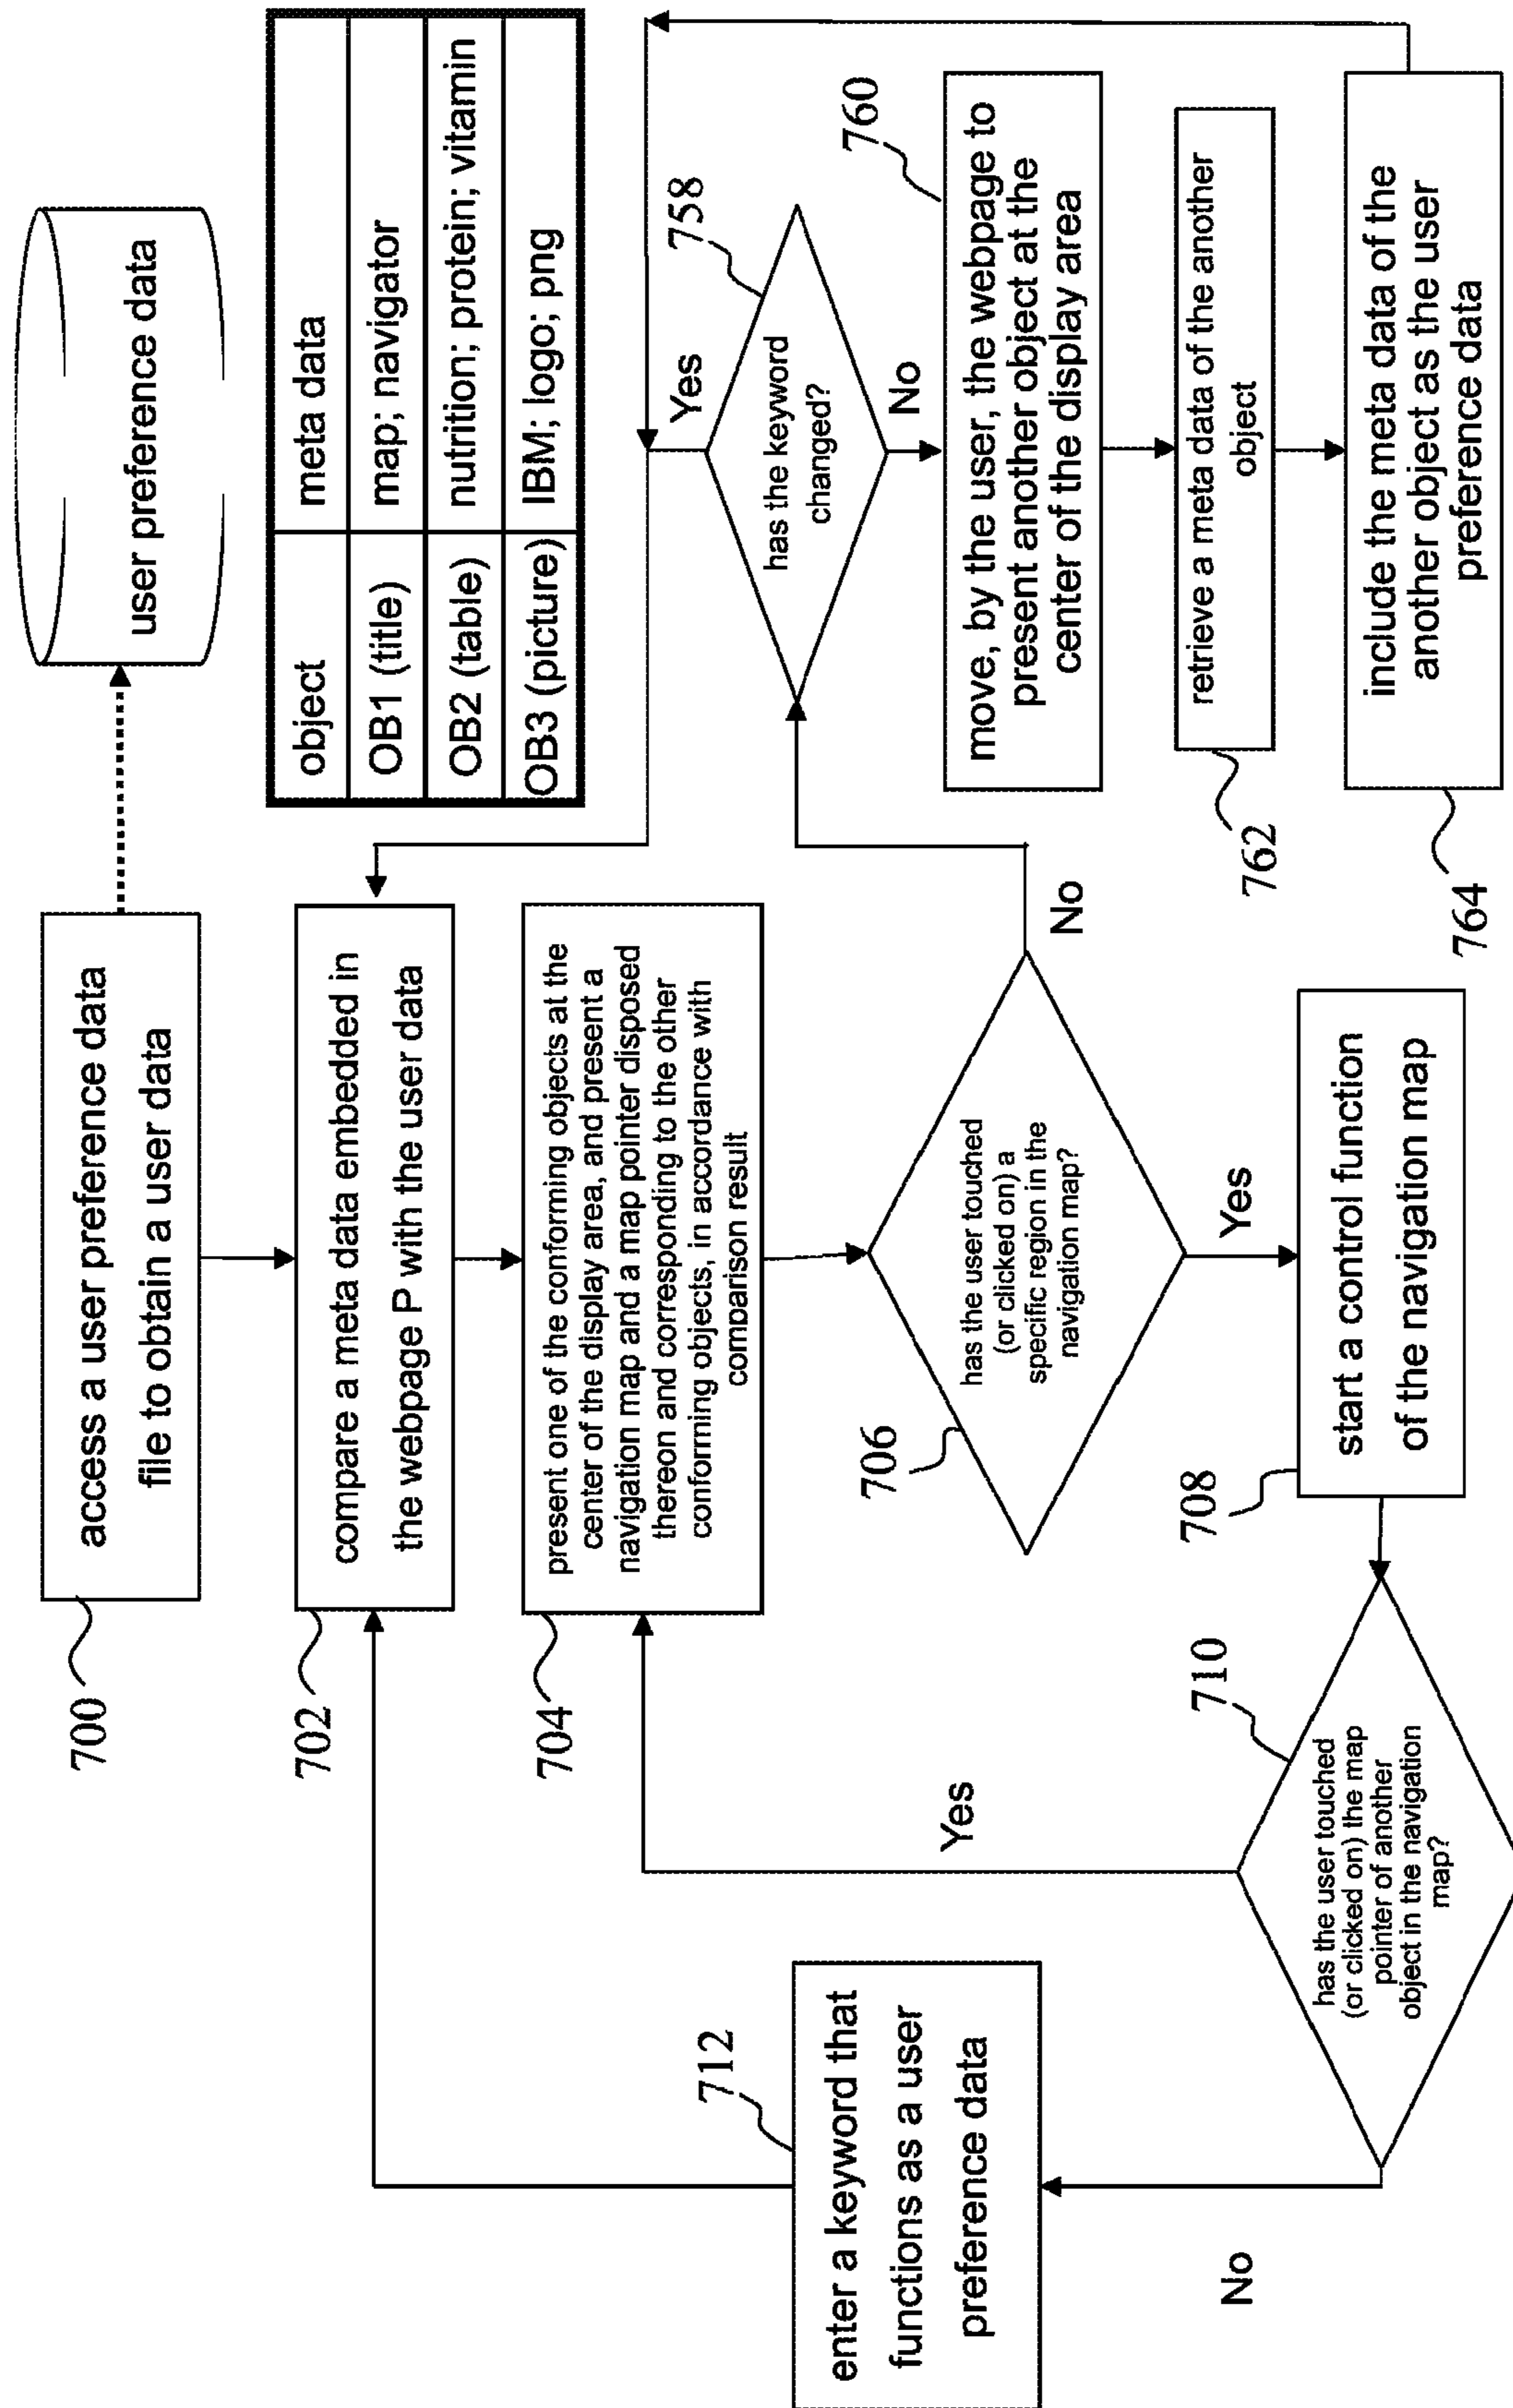 700
access a user preference data
file to obtain a user data
user preference data
702
compare a meta data embedded in
the webpage P with the user data
object
meta data
OB1 (title)
map; navigator
OB2 (table)
nutrition; protein; vitamin
OB3 (picture)
IBM; logo; png
704
present one of the conforming objects at the
center of the display area, and present a
navigation map and a map pointer disposed
thereon and corresponding to the other
conforming objects, in accordance with
comparison result
706
has the user touched
(or clicked on) a
specific region in the
navigation map?
No
Yes
758
has the keyword
changed?
Yes
No
760
move, by the user, the webpage to
present another object at the
center of the display area
762
retrieve a meta data of the another
object
764
include the meta data of the
another object as the user
preference data
708
start a control function
of the navigation map
710
has the user touched
(or clicked on) the map
pointer of another
object in the navigation
map?
Yes
No
712
enter a keyword that
functions as a user
preference data